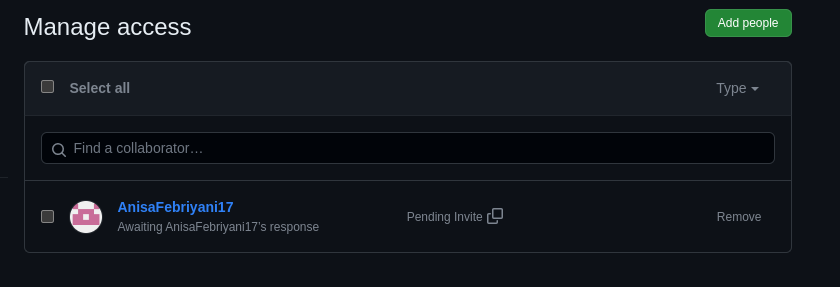 Manage access
Add people
Select all
Type
Find a collaborator…
AnisaFebriyani17
Awaiting AnisaFebriyani17's response
Pending Invite
Remove